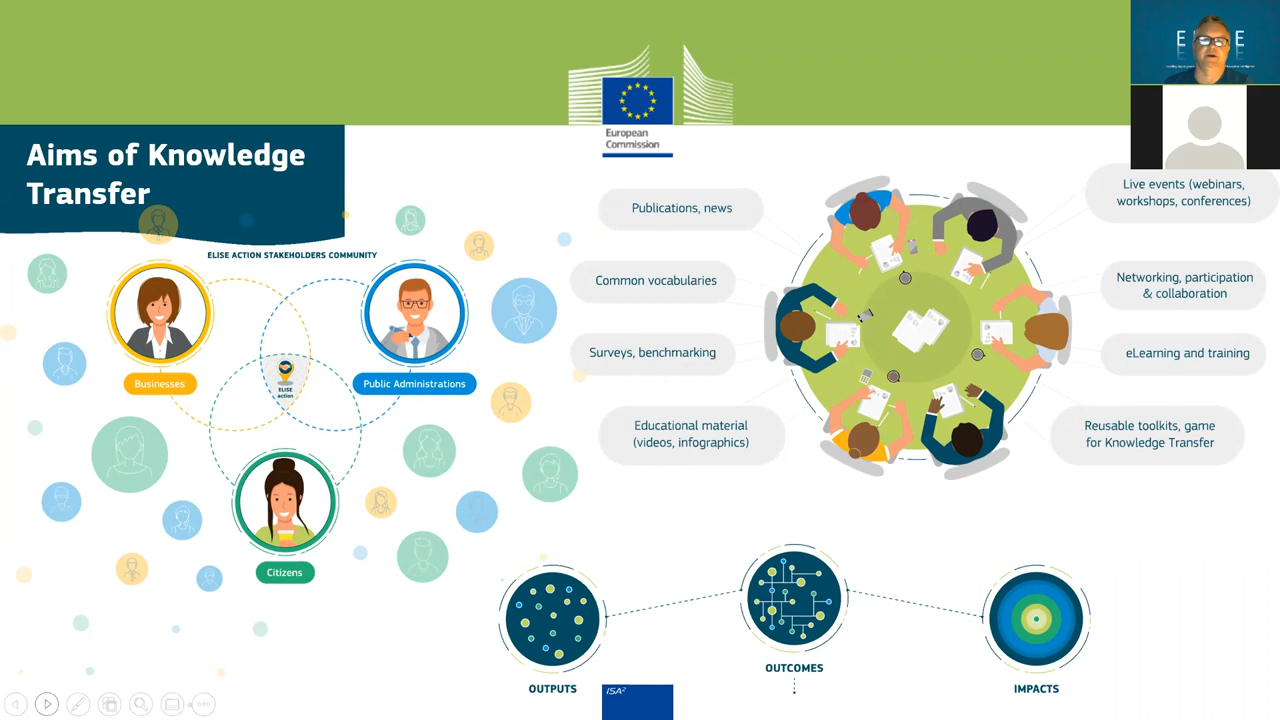 E
E
European
Commission
Aims of Knowledge
Transfer
ELISE ACTION STAKEHOLDERS COMMUNITY
Businesses
Public Administrations
ELISE
action
Citizens
Publications, news
Common vocabularies
Surveys, benchmarking
Educational material
(videos, infographics)
Live events (webinars,
workshops, conferences)
Networking, participation
& collaboration
eLearning and training
Reusable toolkits, game
for Knowledge Transfer
OUTPUTS
OUTCOMES
IMPACTS
ISA²